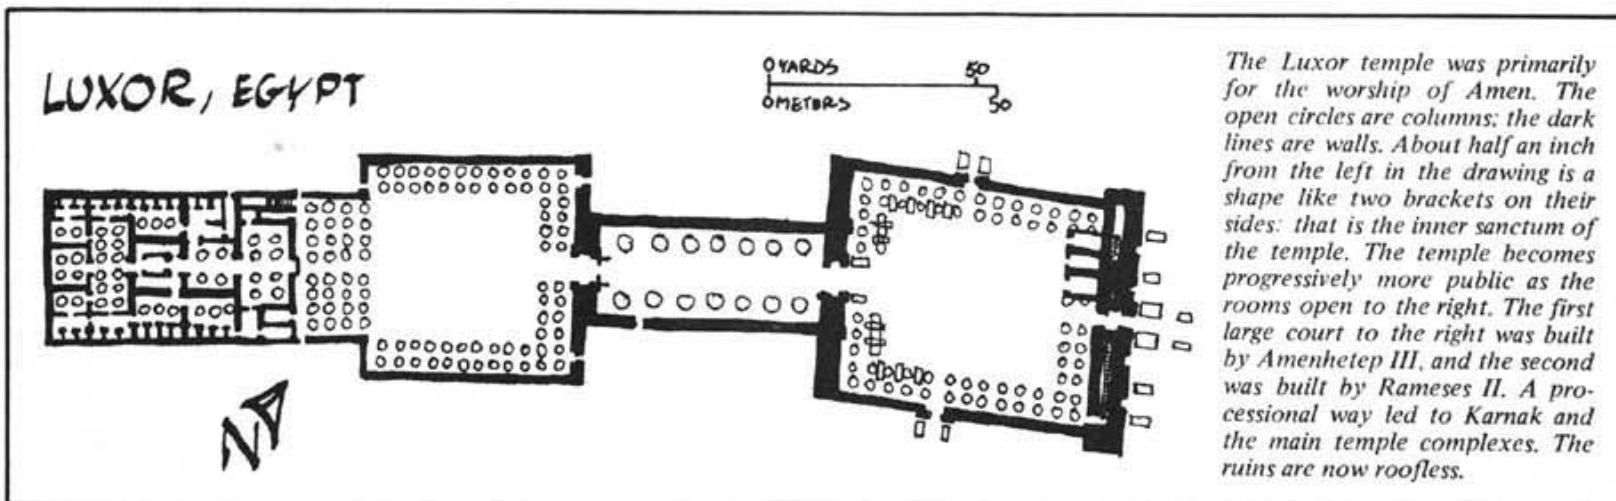 LUXOR, EGYPT
0 YARDS 50
0 METERS 50
N
The Luxor temple was primarily
for the worship of Amen. The
open circles are columns; the dark
lines are walls. About half an inch
from the left in the drawing is a
shape like two brackets on their
sides: that is the inner sanctum of
the temple. The temple becomes
progressively more public as the
rooms open to the right. The first
large court to the right was built
by Amenhetep III, and the second
was built by Rameses II. A pro-
cessional way led to Karnak and
the main temple complexes. The
ruins are now roofless.